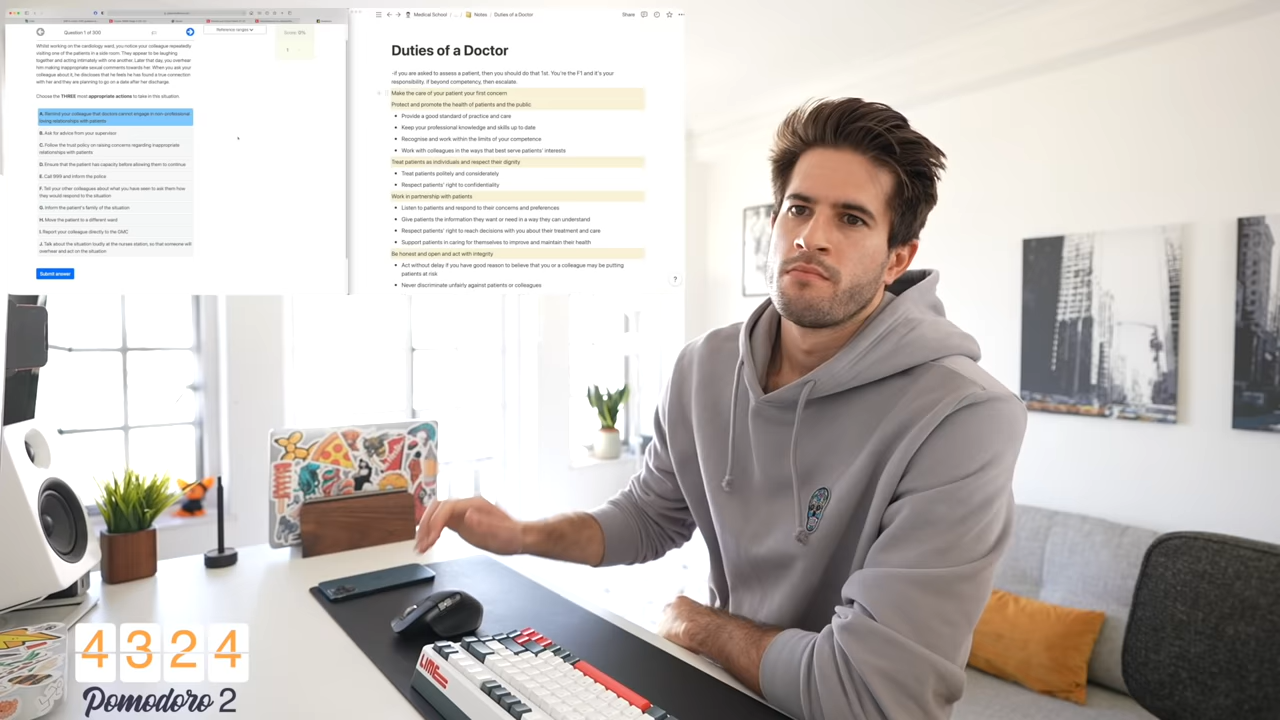 Question 1 of 300
Reference ranges
Whilst working on the cardiology ward, you notice your colleague repeatedly
visiting one of the patients in a side room. They appear to be laughing
together and acting intimately with one another. Later that day, you overhear
him making inappropriate sexual comments towards her. When you ask your
colleague about it, he discloses that he feels he has found a true connection
with her and they are planning to go on a date after her discharge.
Choose the THREE most appropriate actions to take in this situation.
A. Remind your colleague that doctors cannot engage in non-professional
loving relationships with patients
B. Ask for advice from your supervisor
C. Follow the trust policy on raising concerns regarding inappropriate
relationships with patients
D. Ensure that the patient has capacity before allowing them to continue
E. Call 999 and inform the police
F. Tell your other colleagues about what you have seen to ask them how
they would respond to the situation
G. Inform the patient's family of the situation
H. Move the patient to a different ward
I. Report your colleague directly to the GMC
J. Talk about the situation loudly at the nurses station, so that someone will
overhear and act on the situation
Submit answer
Medical School / ... / Notes / Duties of a Doctor
Share
Duties of a Doctor
-if you are asked to assess a patient, then you should do that 1st. You're the F1 and it's your
responsibility. if beyond competency, then escalate.
Make the care of your patient your first concern
Protect and promote the health of patients and the public
• Provide a good standard of practice and care
• Keep your professional knowledge and skills up to date
• Recognise and work within the limits of your competence
• Work with colleagues in the ways that best serve patients' interests
Treat patients as individuals and respect their dignity
• Treat patients politely and considerately
• Respect patients' right to confidentiality
Work in partnership with patients
• Listen to patients and respond to their concerns and preferences
• Give patients the information they want or need in a way they can understand
• Respect patients' right to reach decisions with you about their treatment and care
• Support patients in caring for themselves to improve and maintain their health
Be honest and open and act with integrity
• Act without delay if you have good reason to believe that you or a colleague may be putting
patients at risk
• Never discriminate unfairly against patients or colleagues
?
LIME
4324
Pomodoro 2